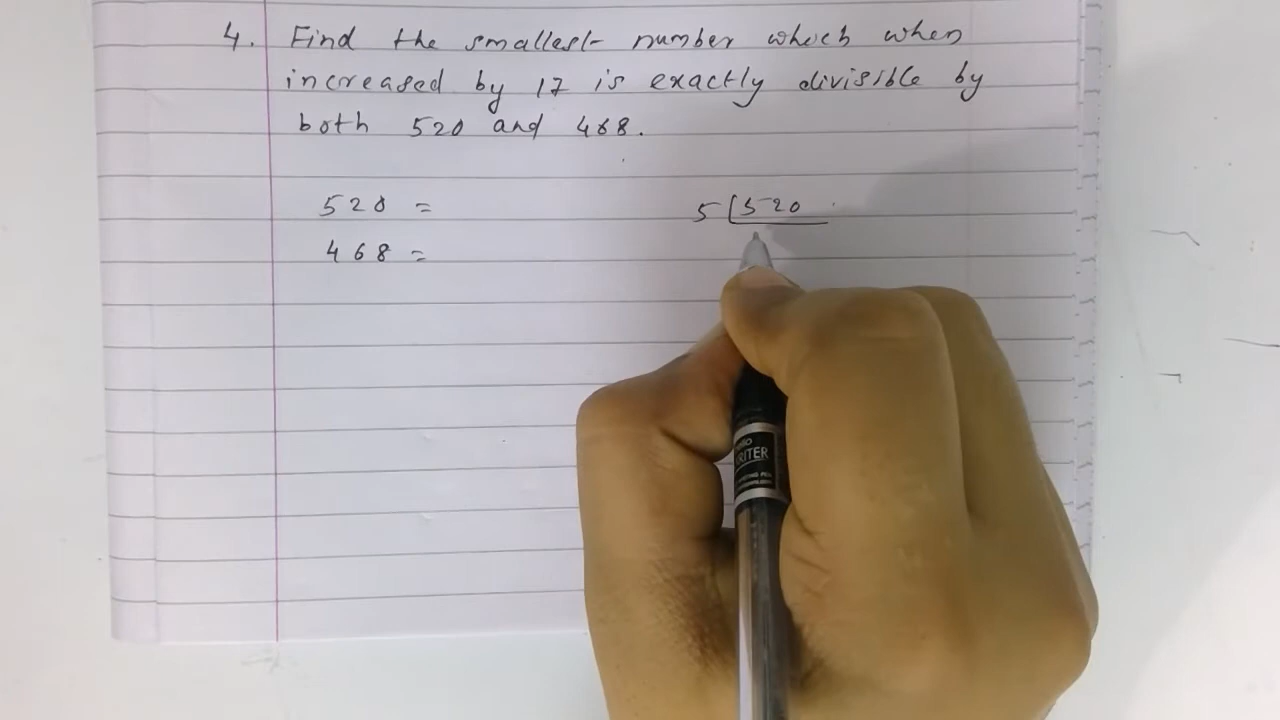 4. Find the smallest number which when
increased by 17 is exactly divisible by
both 520 and 468.
520 =
5 520
468 =
RITER